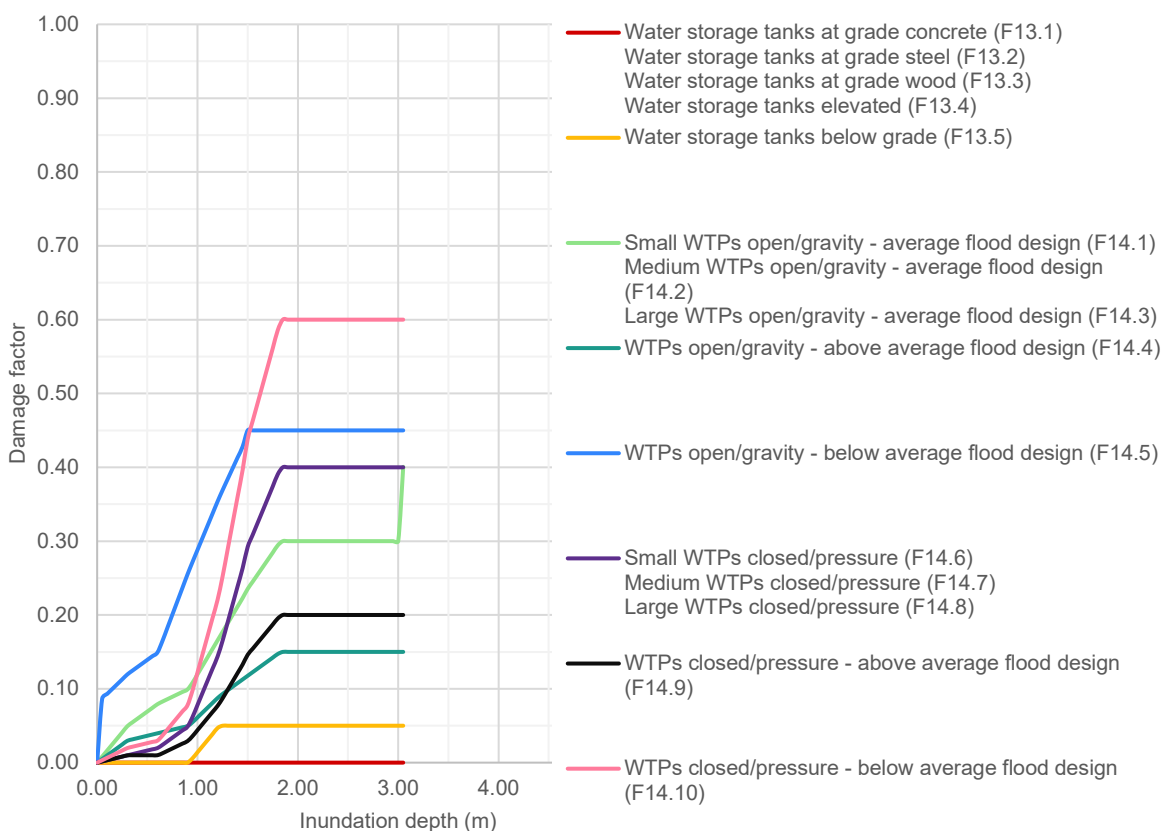 1.00
0.90
0.80
0.70
0.60
0.50
0.40
0.30
0.20
0.10
0.00
Damage factor
0.00 1.00 2.00 3.00 4.00
Inundation depth (m)
Water storage tanks at grade concrete (F13.1)
Water storage tanks at grade steel (F13.2)
Water storage tanks at grade wood (F13.3)
Water storage tanks elevated (F13.4)
Water storage tanks below grade (F13.5)
Small WTPs open/gravity - average flood design (F14.1)
Medium WTPs open/gravity - average flood design
(F14.2)
Large WTPs open/gravity - average flood design (F14.3)
WTPs open/gravity - above average flood design (F14.4)
WTPs open/gravity - below average flood design (F14.5)
Small WTPs closed/pressure (F14.6)
Medium WTPs closed/pressure (F14.7)
Large WTPs closed/pressure (F14.8)
WTPs closed/pressure - above average flood design
(F14.9)
WTPs closed/pressure - below average flood design
(F14.10)